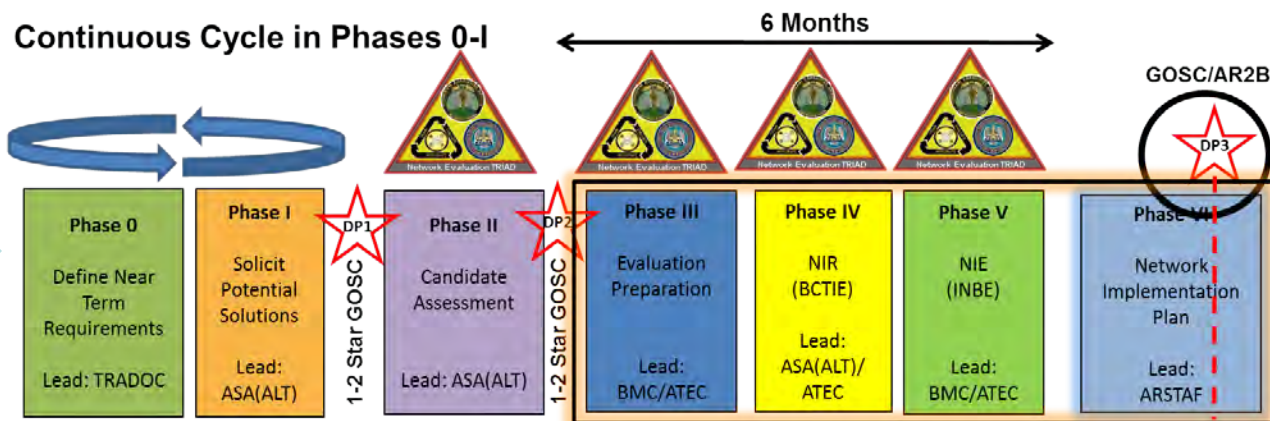 Continuous Cycle in Phases 0-I
6 Months
GOSC/AR2B
Network Evaluation TRIAD
Network Evaluation TRIAD
Network Evaluation TRIAD
Network Evaluation TRIAD
Phase 0
Define Near
Term
Requirements
Lead: TRADOC
Phase I
Solicit
Potential
Solutions
Lead:
ASA(ALT)
DP1
1-2 Star GOSC
Phase II
Candidate
Assessment
Lead: ASA(ALT)
DP2
1-2 Star GOSC
Phase III
Evaluation
Preparation
Lead:
BMC/ATEC
Phase IV
NIR
(BCTIE)
Lead:
ASA(ALT)/
ATEC
Phase V
NIE
(INBE)
Lead:
BMC/ATEC
DP3
Phase VI
Network
Implementation
Plan
Lead:
ARSTAF